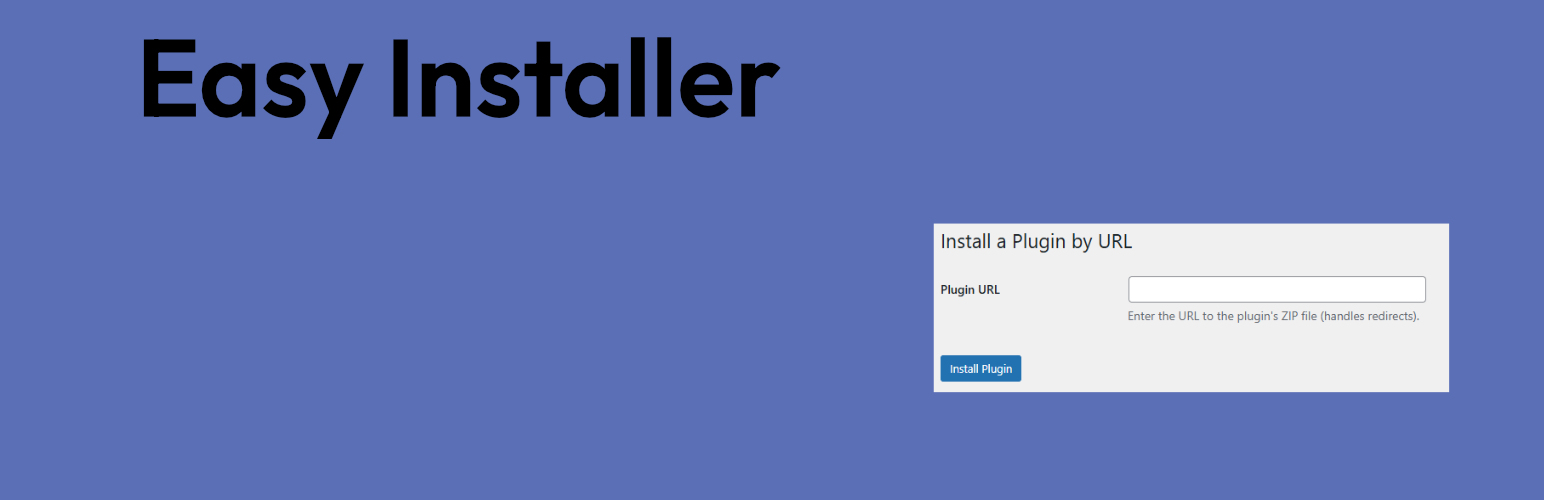 Easy Installer
Install a Plugin by URL
Plugin URL
Enter the URL to the plugin's ZIP file (handles redirects).
Install Plugin